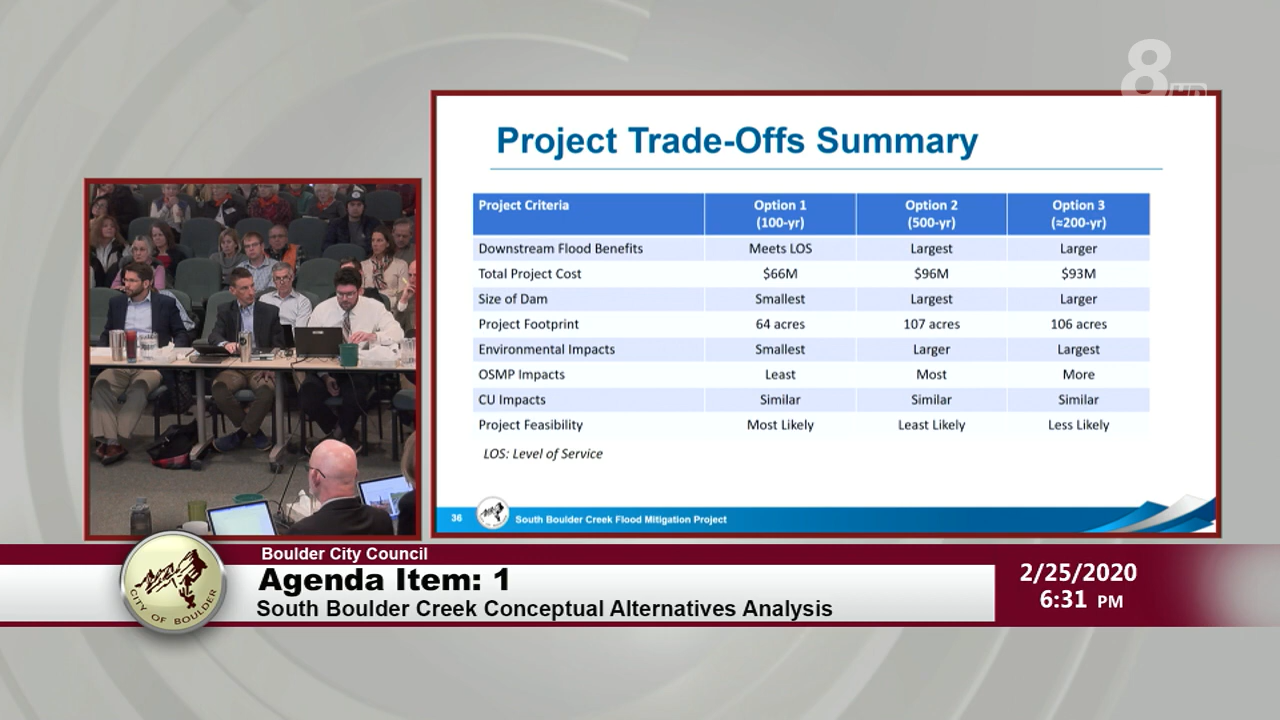 8
HD
Project Trade-Offs Summary
Project Criteria Option 1 (100-yr) Option 2 (500-yr) Option 3 (≈200-yr)
Downstream Flood Benefits Meets LOS Largest Larger
Total Project Cost $66M $96M $93M
Size of Dam Smallest Largest Larger
Project Footprint 64 acres 107 acres 106 acres
Environmental Impacts Smallest Larger Largest
OSMP Impacts Least Most More
CU Impacts Similar Similar Similar
Project Feasibility Most Likely Least Likely Less Likely
LOS: Level of Service
36 South Boulder Creek Flood Mitigation Project
Boulder City Council
Agenda Item: 1
South Boulder Creek Conceptual Alternatives Analysis
CITY OF BOULDER
2/25/2020
6:31 PM